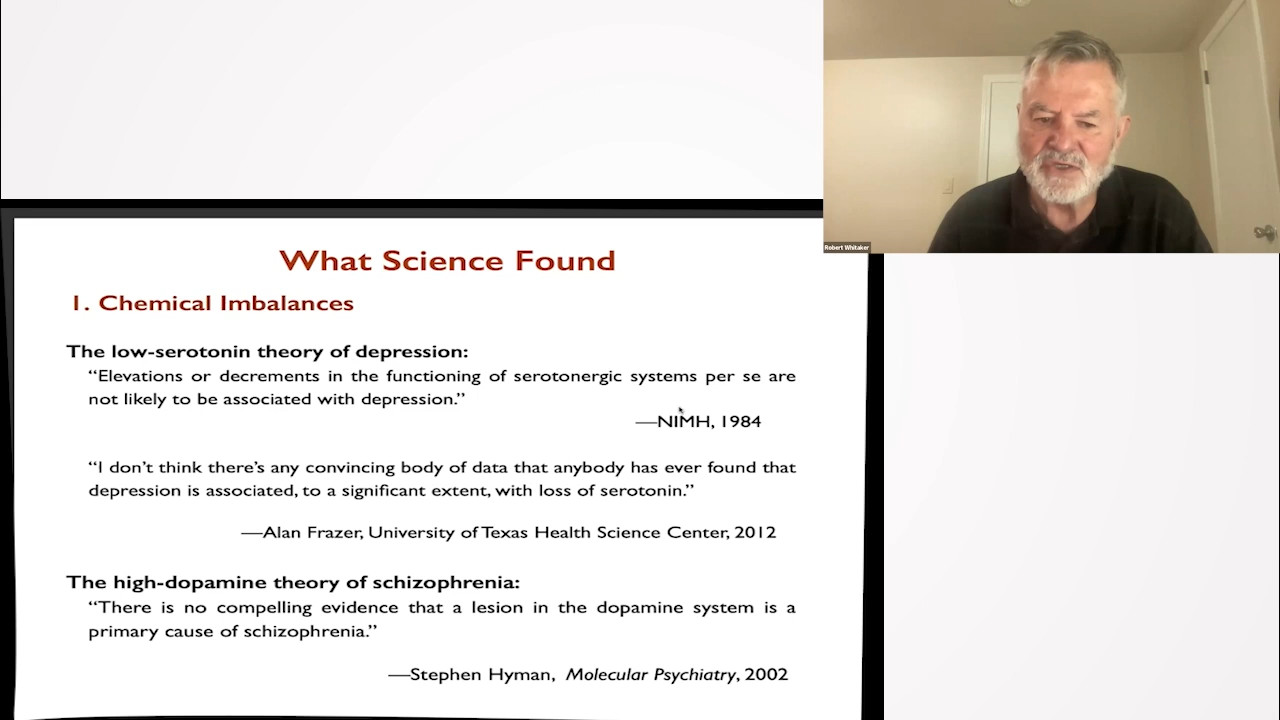 Robert Whitaker
What Science Found
1. Chemical Imbalances
The low-serotonin theory of depression:
“Elevations or decrements in the functioning of serotonergic systems per se are
not likely to be associated with depression.”
—NIMH, 1984
“I don’t think there’s any convincing body of data that anybody has ever found that
depression is associated, to a significant extent, with loss of serotonin.”
—Alan Frazer, University of Texas Health Science Center, 2012
The high-dopamine theory of schizophrenia:
“There is no compelling evidence that a lesion in the dopamine system is a
primary cause of schizophrenia.”
—Stephen Hyman, Molecular Psychiatry, 2002